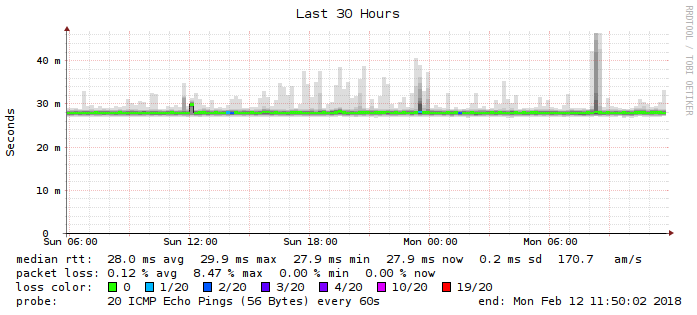 Last 30 Hours
RRDTOOL / TOBI OETIKER
Seconds
40 m
30 m
20 m
10 m
0
Sun 06:00 Sun 12:00 Sun 18:00 Mon 00:00 Mon 06:00
median rtt: 28.0 ms avg 29.9 ms max 27.9 ms min 27.9 ms now 0.2 ms sd 170.7 am/s
packet loss: 0.12 % avg 8.47 % max 0.00 % min 0.00 % now
loss color: 0 1/20 2/20 3/20 4/20 10/20 19/20
probe: 20 ICMP Echo Pings (56 Bytes) every 60s end: Mon Feb 12 11:50:02 2018